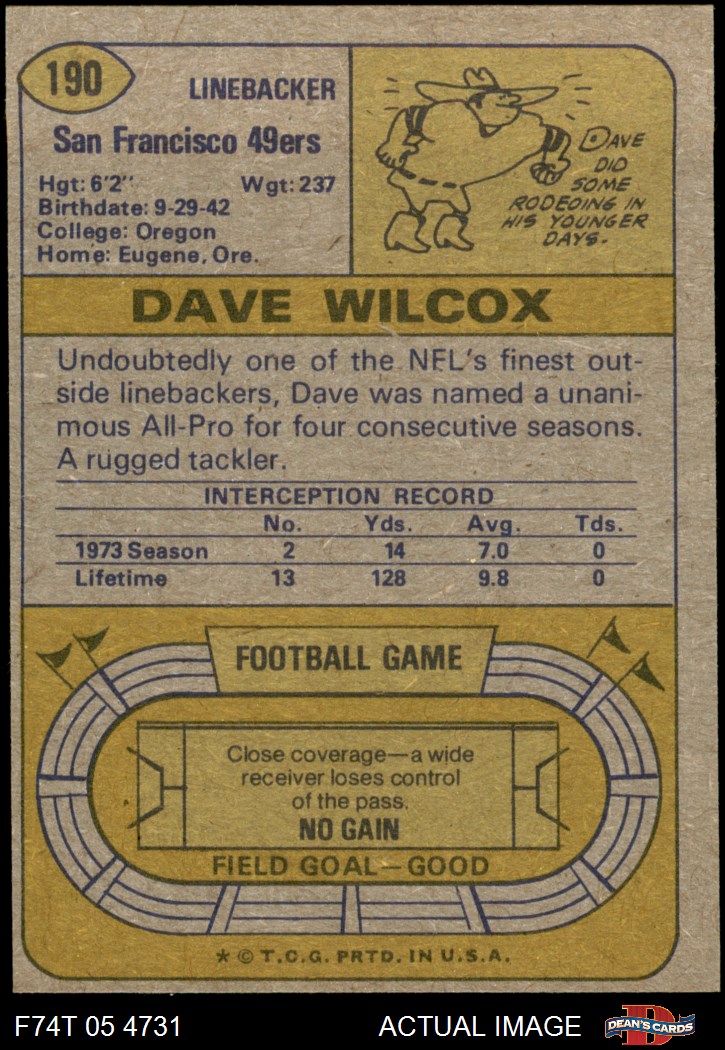 190
LINEBACKER
San Francisco 49ers
Hgt: 6'2" Wgt: 237
Birthdate: 9-29-42
College: Oregon
Home: Eugene, Ore.
DAVE
DID
SOME
RODEOING IN
HIS YOUNGER
DAYS.
DAVE WILCOX
Undoubtedly one of the NFL's finest out-
side linebackers, Dave was named a unani-
mous All-Pro for four consecutive seasons.
A rugged tackler.
INTERCEPTION RECORD
No. Yds. Avg. Tds.
1973 Season 2 14 7.0 0
Lifetime 13 128 9.8 0
FOOTBALL GAME
Close coverage—a wide
receiver loses control
of the pass.
NO GAIN
FIELD GOAL—GOOD
* © T.C.G. PRTD. IN U.S.A.
F74T 05 4731 ACTUAL IMAGE
D
DEAN'S CARDS